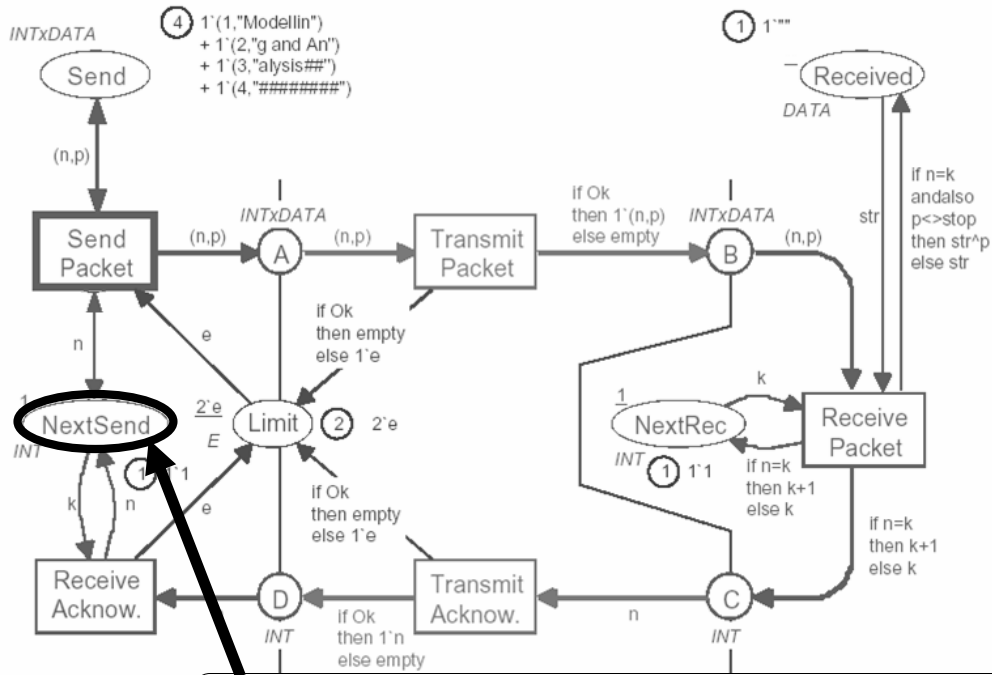 INTxDATA
Send
4
1`(1,"Modellin")
+ 1`(2,"g and An")
+ 1`(3,"alysis##")
+ 1`(4,"########")
1
1`""
Received
DATA
(n,p)
str
if n=k
andalso
p<>stop
then str^p
else str
Send
Packet
(n,p)
INTxDATA
A
(n,p)
Transmit
Packet
if Ok
then 1`(n,p)
else empty
INTxDATA
B
(n,p)
n
e
if Ok
then empty
else 1`e
1
NextSend
INT
1
1`1
2`e
E
Limit
2
2`e
1
NextRec
INT
1
1`1
k
if n=k
then k+1
else k
Receive
Packet
k
n
e
if Ok
then empty
else 1`e
if n=k
then k+1
else k
Receive
Acknow.
D
INT
if Ok
then 1`n
else empty
Transmit
Acknow.
n
C
INT